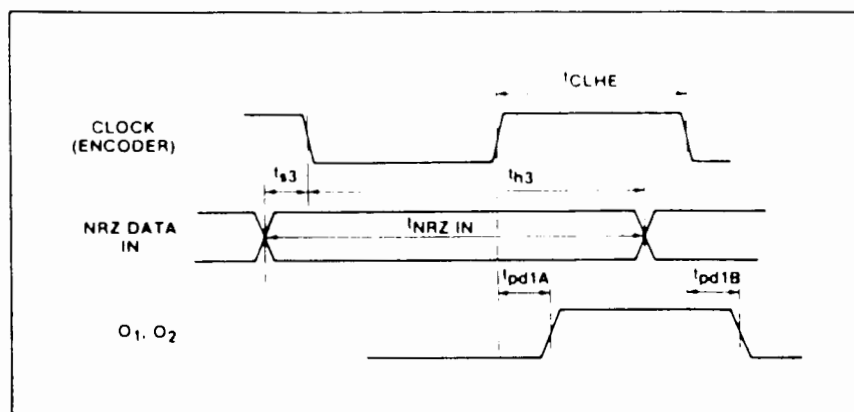 tCLHE
CLOCK
(ENCODER)
ts3
th3
NRZ DATA
IN
tNRZ IN
tpd1A
tpd1B
O1, O2